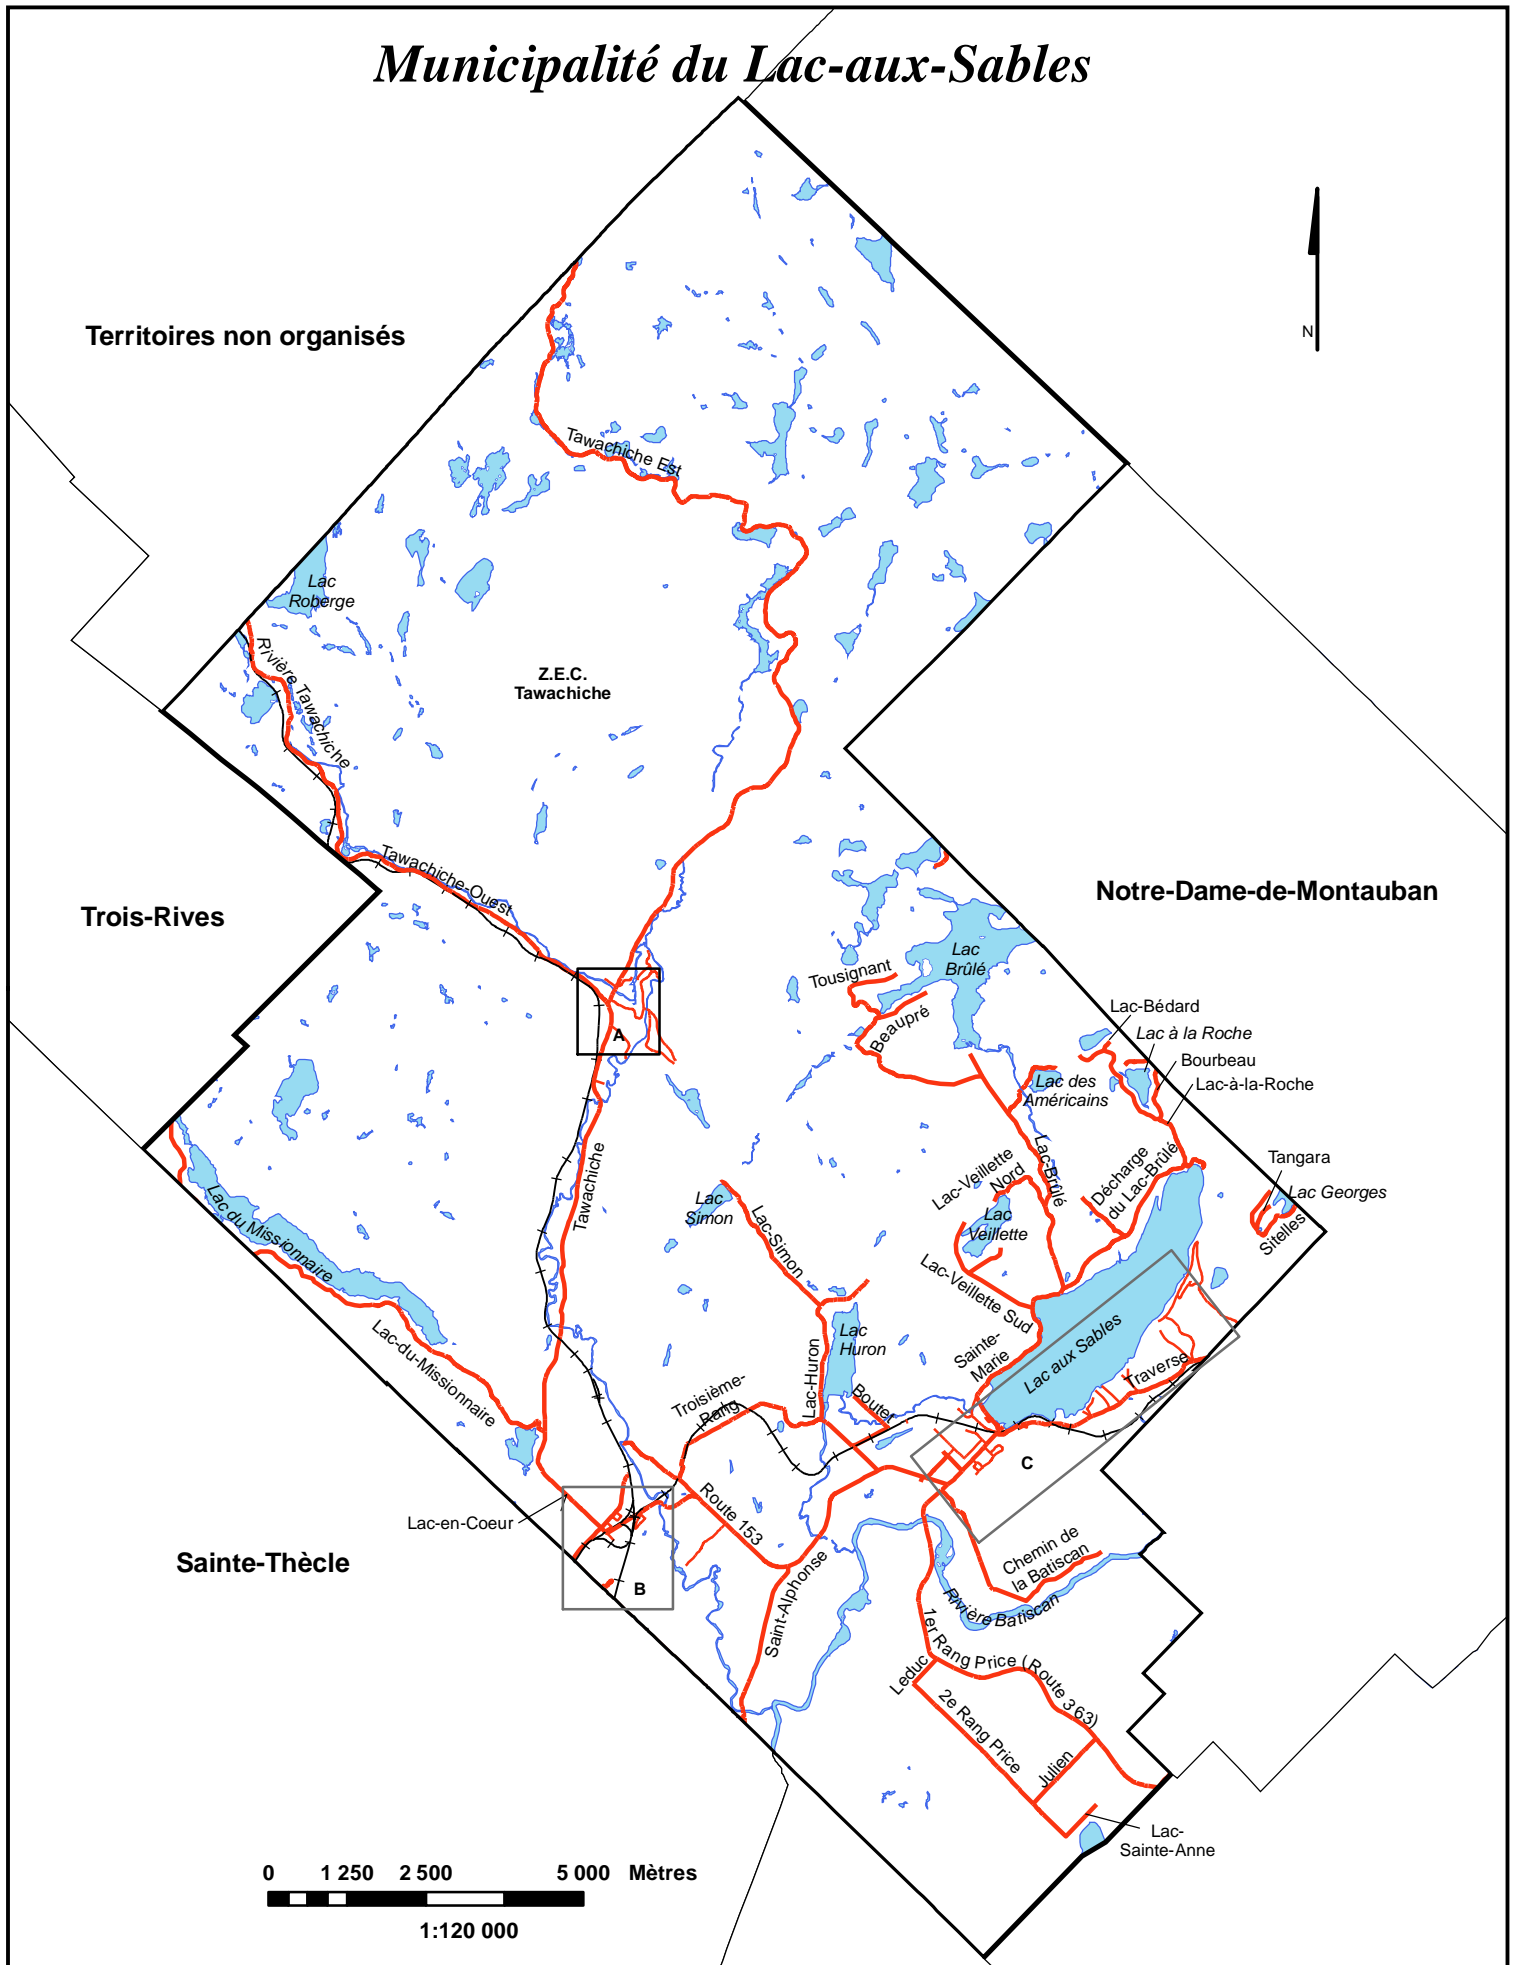 Municipalité du Lac-aux-Sables
N
Territoires non organisés
Tawachiche Est
Lac
Roberge
Rivière Tawachiche
Z.E.C.
Tawachiche
Tawachiche-Ouest
Trois-Rives
Notre-Dame-de-Montauban
Lac
Brûlé
Tousignant
Beaupré
Lac-Bédard
Lac à la Roche
Bourbeau
Lac-à-la-Roche
Lac des
Américains
A
Lac-Brûlé
Décharge
du Lac-Brûlé
Tangara
Lac Georges
Sitelles
Lac-Veillette
Nord
Lac
Veillette
Lac-Veillette Sud
Lac
Simon
Lac-Simon
Tawachiche
Lac du Missionnaire
Lac-du-Missionnaire
Lac
Huron
Lac-Huron
Sainte-
Marie
Lac aux Sables
Traverse
Troisième-
Rang
Boutet
C
Route 153
Lac-en-Coeur
B
Sainte-Thècle
Saint-Alphonse
Chemin de
la Batiscan
Rivière Batiscan
1er Rang Price (Route 363)
Leduc
2e Rang Price
Julien
Lac-
Sainte-Anne
0 1 250 2 500 5 000 Mètres
1:120 000